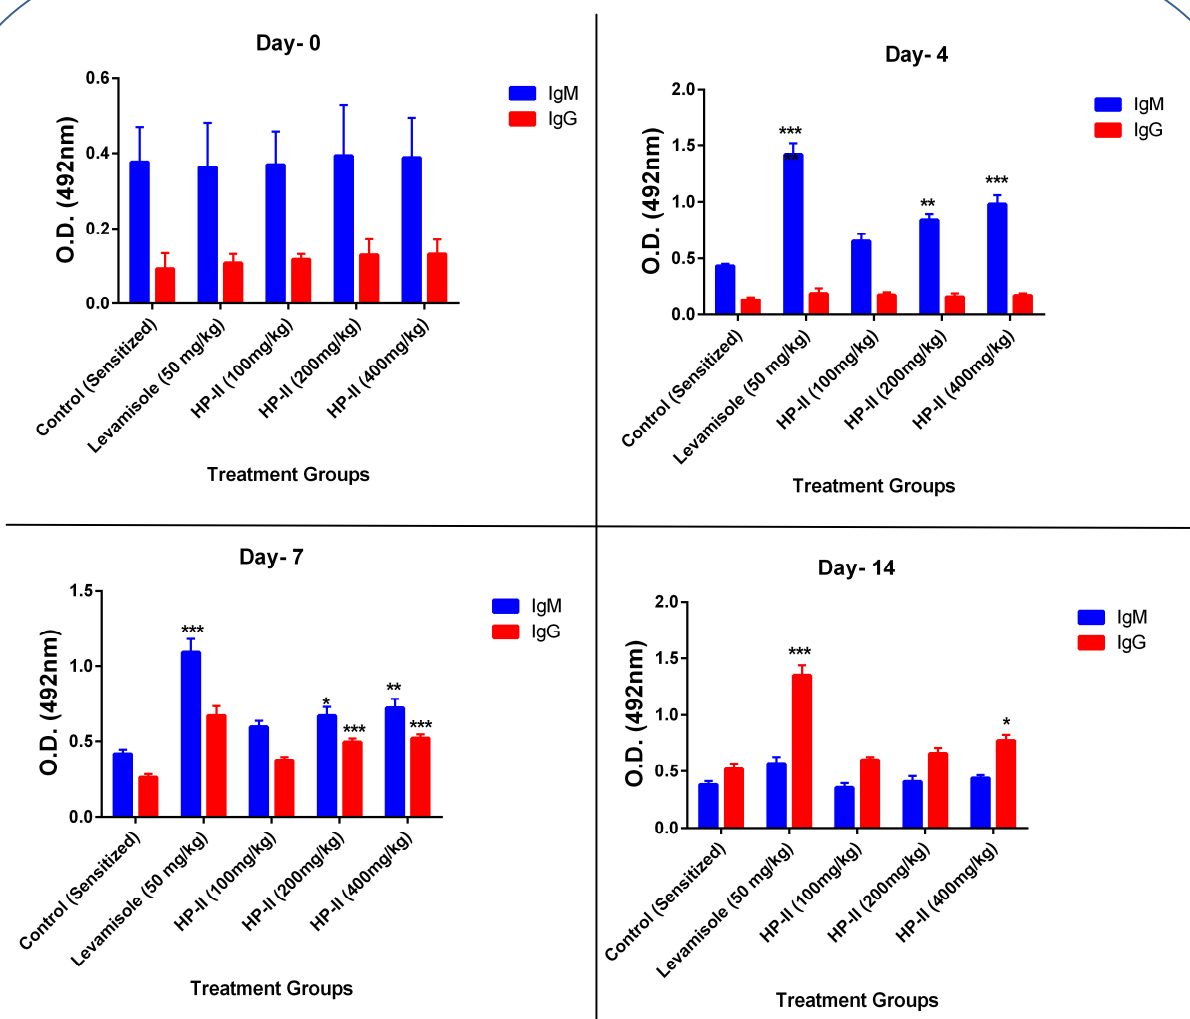 Day- 0
IgM
IgG
O.D. (492nm)
0.6
0.4
0.2
0.0
Control (Sensitized)
Levamisole (50 mg/kg)
HP-II (100mg/kg)
HP-II (200mg/kg)
HP-II (400mg/kg)
Treatment Groups
Day- 4
IgM
IgG
O.D. (492nm)
2.0
1.5
1.0
0.5
0.0
***
**
**
***
Control (Sensitized)
Levamisole (50 mg/kg)
HP-II (100mg/kg)
HP-II (200mg/kg)
HP-II (400mg/kg)
Treatment Groups
Day- 7
IgM
IgG
O.D. (492nm)
1.5
1.0
0.5
0.0
***
*
***
**
***
Control (Sensitized)
Levamisole (50 mg/kg)
HP-II (100mg/kg)
HP-II (200mg/kg)
HP-II (400mg/kg)
Treatment Groups
Day- 14
IgM
IgG
O.D. (492nm)
2.0
1.5
1.0
0.5
0.0
***
*
Control (Sensitized)
Levamisole (50 mg/kg)
HP-II (100mg/kg)
HP-II (200mg/kg)
HP-II (400mg/kg)
Treatment Groups